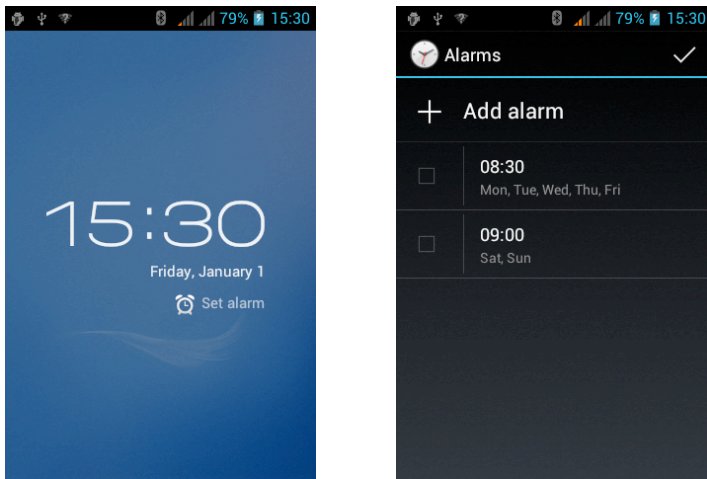 79% 15:30
15:30
Friday, January 1
Set alarm
79% 15:30
Alarms
Add alarm
08:30
Mon, Tue, Wed, Thu, Fri
09:00
Sat, Sun